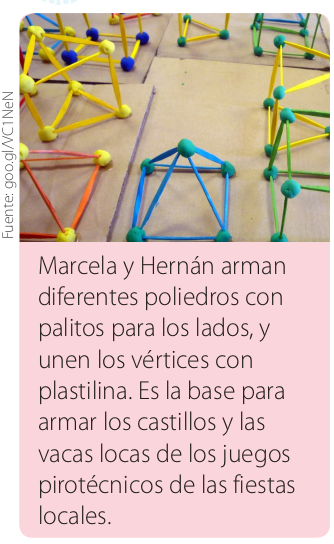 Fuente: goo.gl/VC1NeN
Marcela y Hernán arman
diferentes poliedros con
palitos para los lados, y
unen los vértices con
plastilina. Es la base para
armar los castillos y las
vacas locas de los juegos
pirotécnicos de las fiestas
locales.